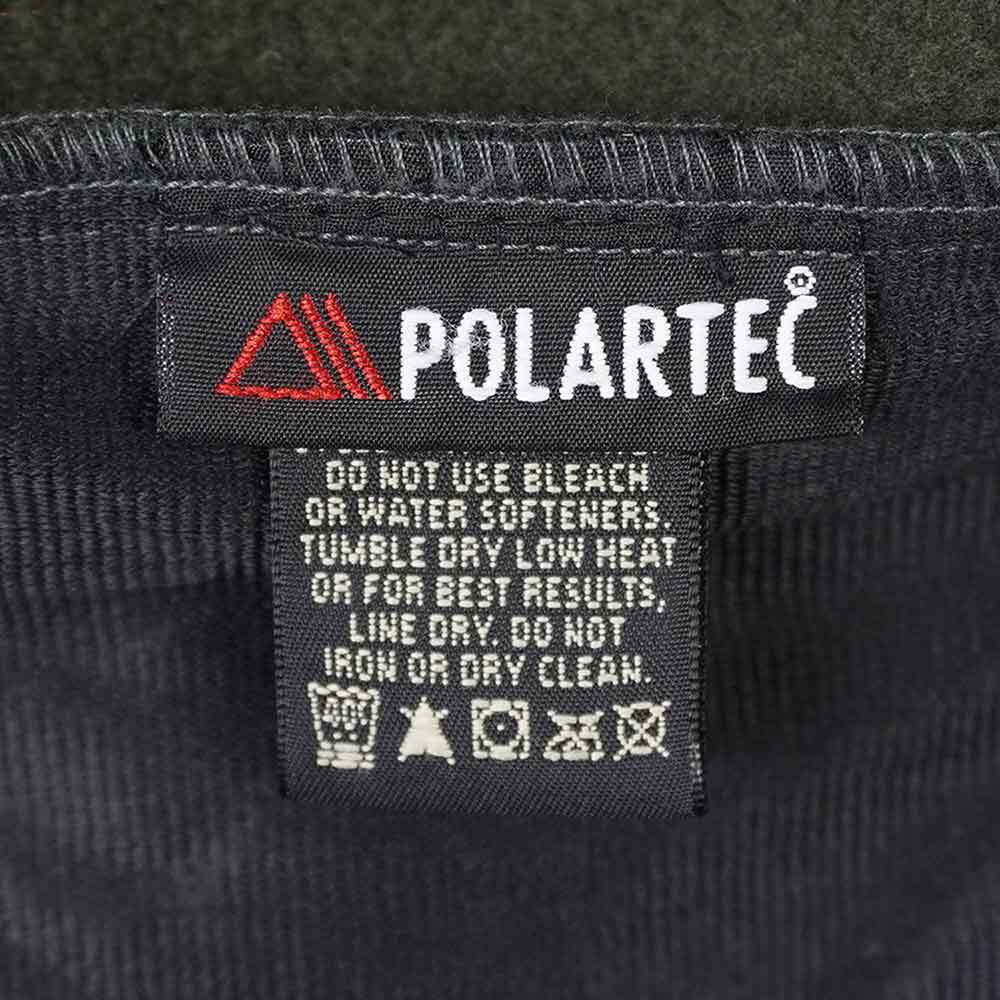 POLARTEC®
DO NOT USE BLEACH
OR WATER SOFTENERS.
TUMBLE DRY LOW HEAT
OR FOR BEST RESULTS,
LINE DRY. DO NOT
IRON OR DRY CLEAN.
40